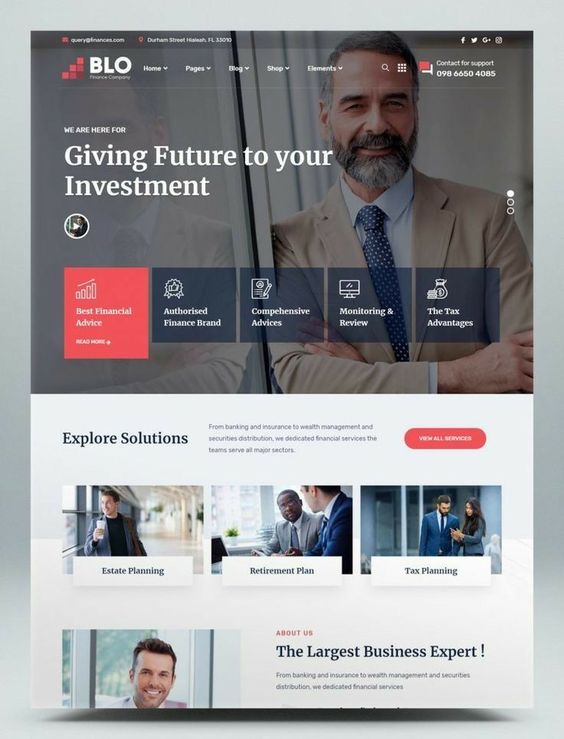 query@finances.com
Durham Street Hialeah, FL 33010
BLO
Finance Company
Home
Pages
Blog
Shop
Elements
Contact for support
098 6650 4085
WE ARE HERE FOR
Giving Future to your
Investment
Best Financial
Advice
READ MORE
Authorised
Finance Brand
Compehensive
Advices
Monitoring &
Review
The Tax
Advantages
Explore Solutions
From banking and insurance to wealth management and
securities distribution, we dedicated financial services the
teams serve all major sectors.
VIEW ALL SERVICES
Estate Planning
Retirement Plan
Tax Planning
ABOUT US
The Largest Business Expert !
From banking and insurance to wealth management and securities
distribution, we dedicated financial services